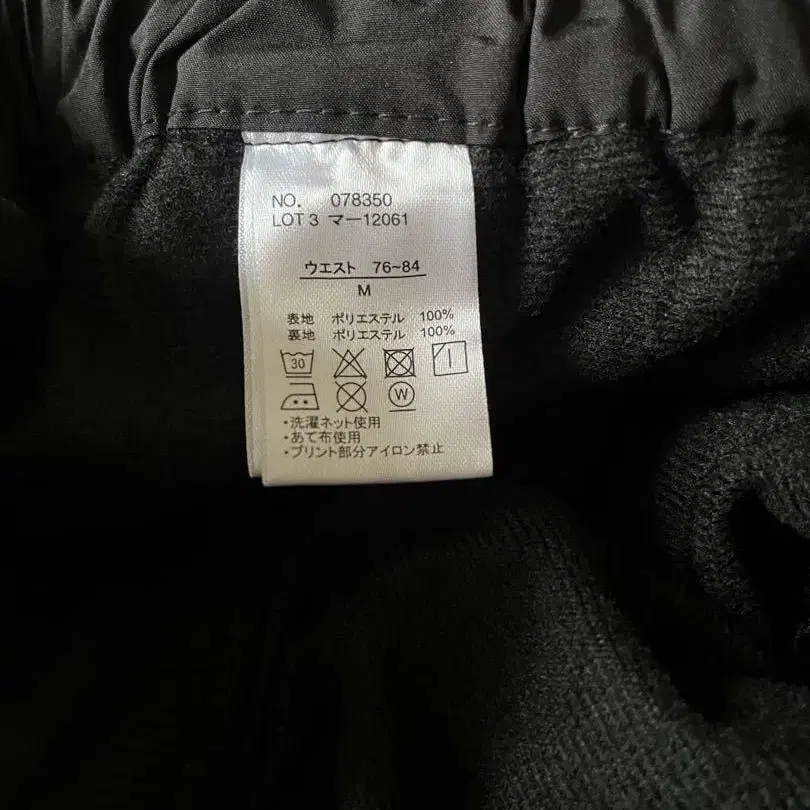 NO. 078350
LOT 3 マー12061
ウエスト 76~84
M
表地 ポリエステル 100%
裏地 ポリエステル 100%
30
W
・洗濯ネット使用
・あて布使用
・プリント部分アイロン禁止